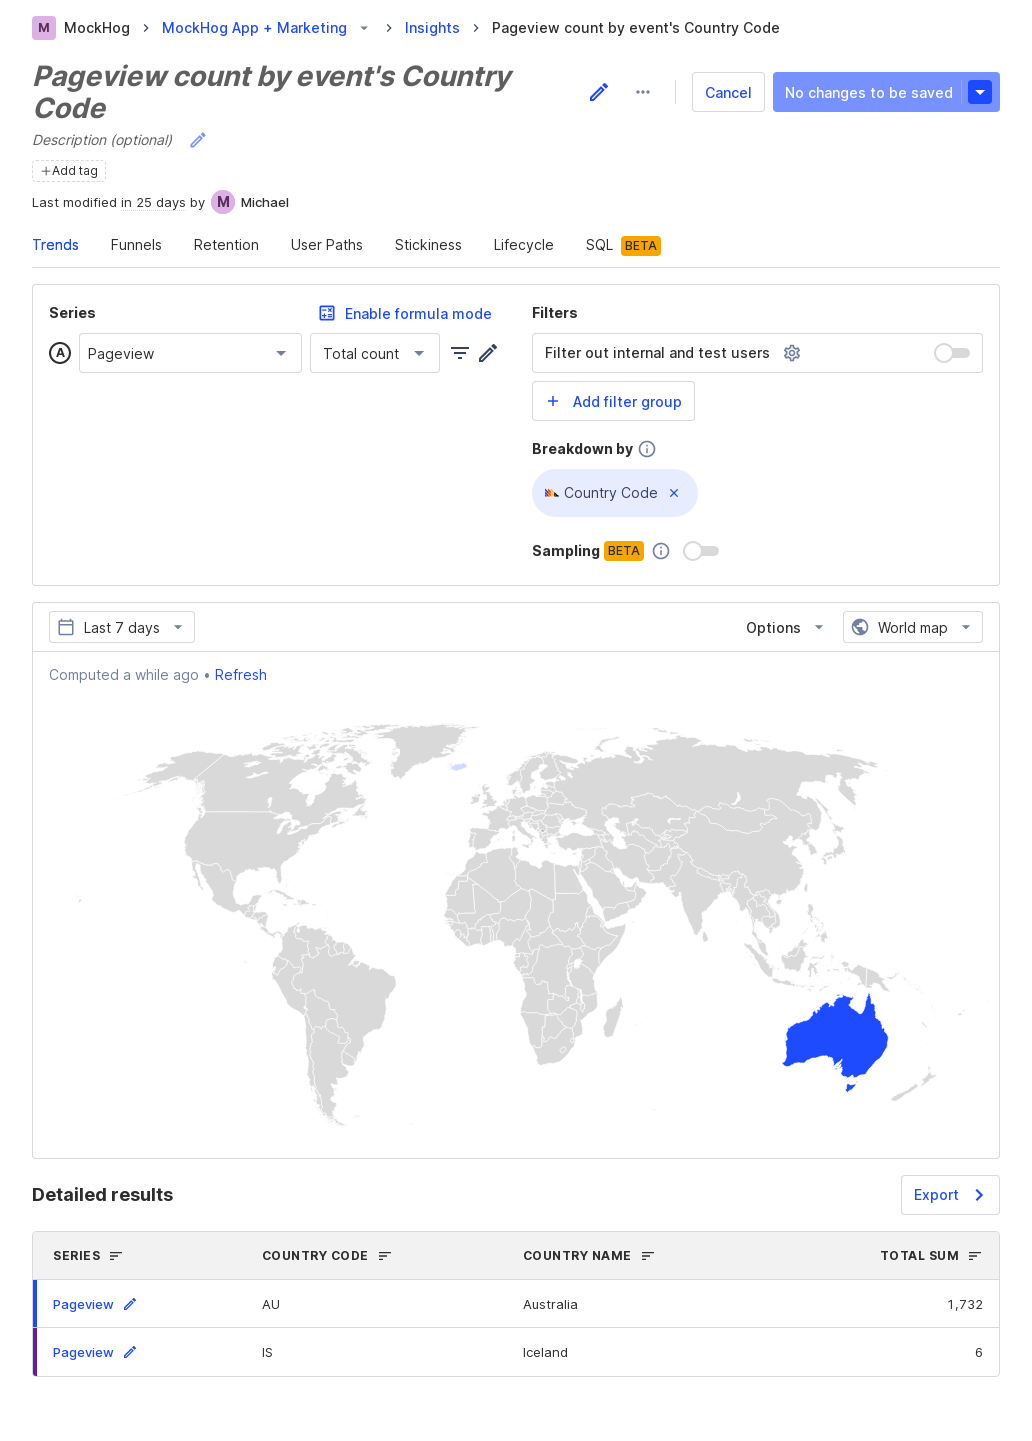 M MockHog MockHog App + Marketing Insights Pageview count by event's Country Code
Pageview count by event's Country
Code
Cancel
No changes to be saved
Description (optional)
Add tag
Last modified in 25 days by M Michael
Trends Funnels Retention User Paths Stickiness Lifecycle SQL BETA
Series
Enable formula mode
A Pageview Total count
Filters
Filter out internal and test users
+ Add filter group
Breakdown by
Country Code ×
Sampling BETA
Last 7 days Options World map
Computed a while ago • Refresh
Detailed results Export
SERIES COUNTRY CODE COUNTRY NAME TOTAL SUM
Pageview AU Australia 1,732
Pageview IS Iceland 6